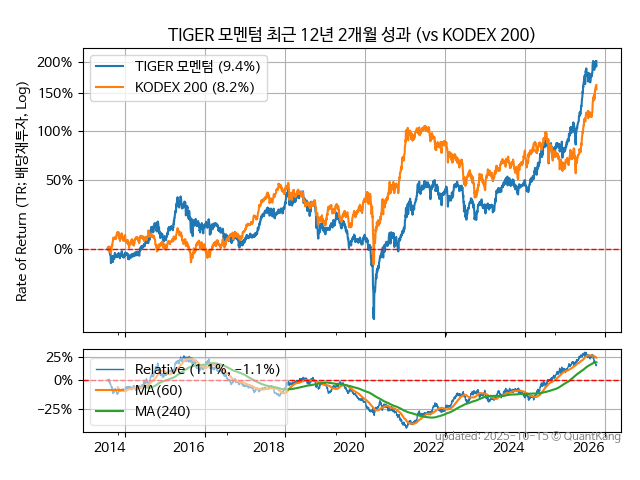 TIGER 모멘텀 최근 12년 2개월 성과 (vs KODEX 200)
Rate of Return (TR: 배당재투자, Log)
200%
150%
100%
50%
0%
TIGER 모멘텀 (9.4%)
KODEX 200 (8.2%)
25%
0%
−25%
Relative (1.1%, −1.1%)
MA(60)
MA(240)
2014
2016
2018
2020
2022
2024
2026
updated: 2025-10-15 © QuantKang